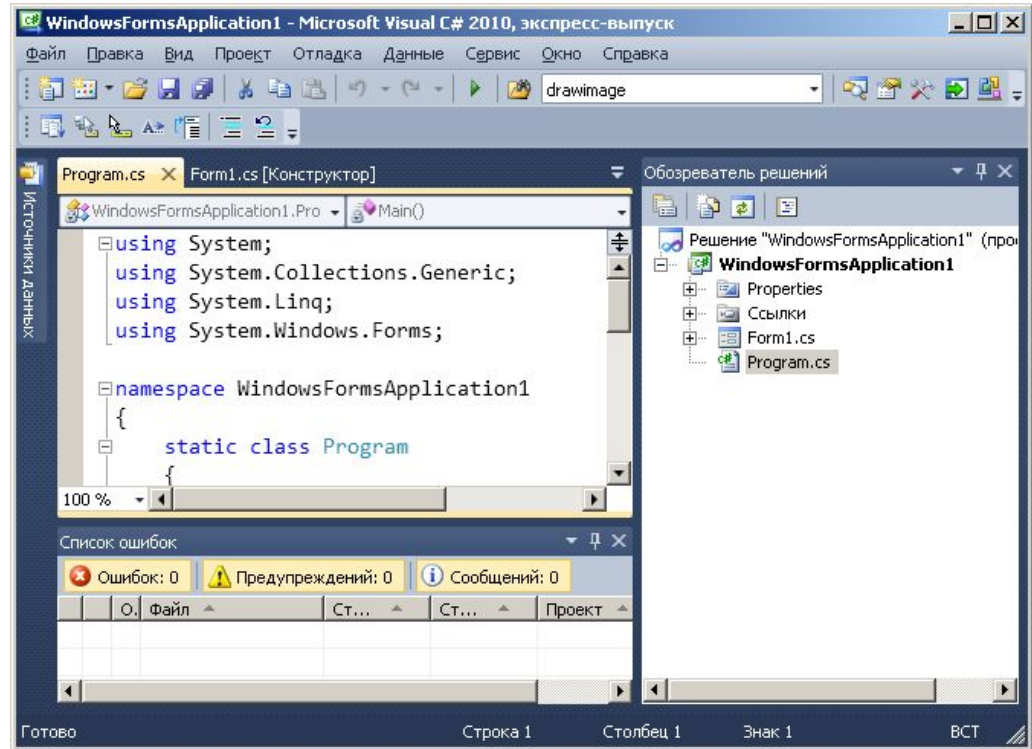 WindowsFormsApplication1 - Microsoft Visual C# 2010, экспресс-выпуск
Файл Правка Вид Проект Отладка Данные Сервис Окно Справка
drawimage
Источники данных
Program.cs Form1.cs [Конструктор]
WindowsFormsApplication1.Pro Main()
using System;
using System.Collections.Generic;
using System.Linq;
using System.Windows.Forms;
namespace WindowsFormsApplication1
{
static class Program
{
100 %
Обозреватель решений
Решение "WindowsFormsApplication1" (про
WindowsFormsApplication1
Properties
Ссылки
Form1.cs
Program.cs
Список ошибок
Ошибок: 0 Предупреждений: 0 Сообщений: 0
О. Файл Ст... Ст... Проект
Готово Строка 1 Столбец 1 Знак 1 ВСТ